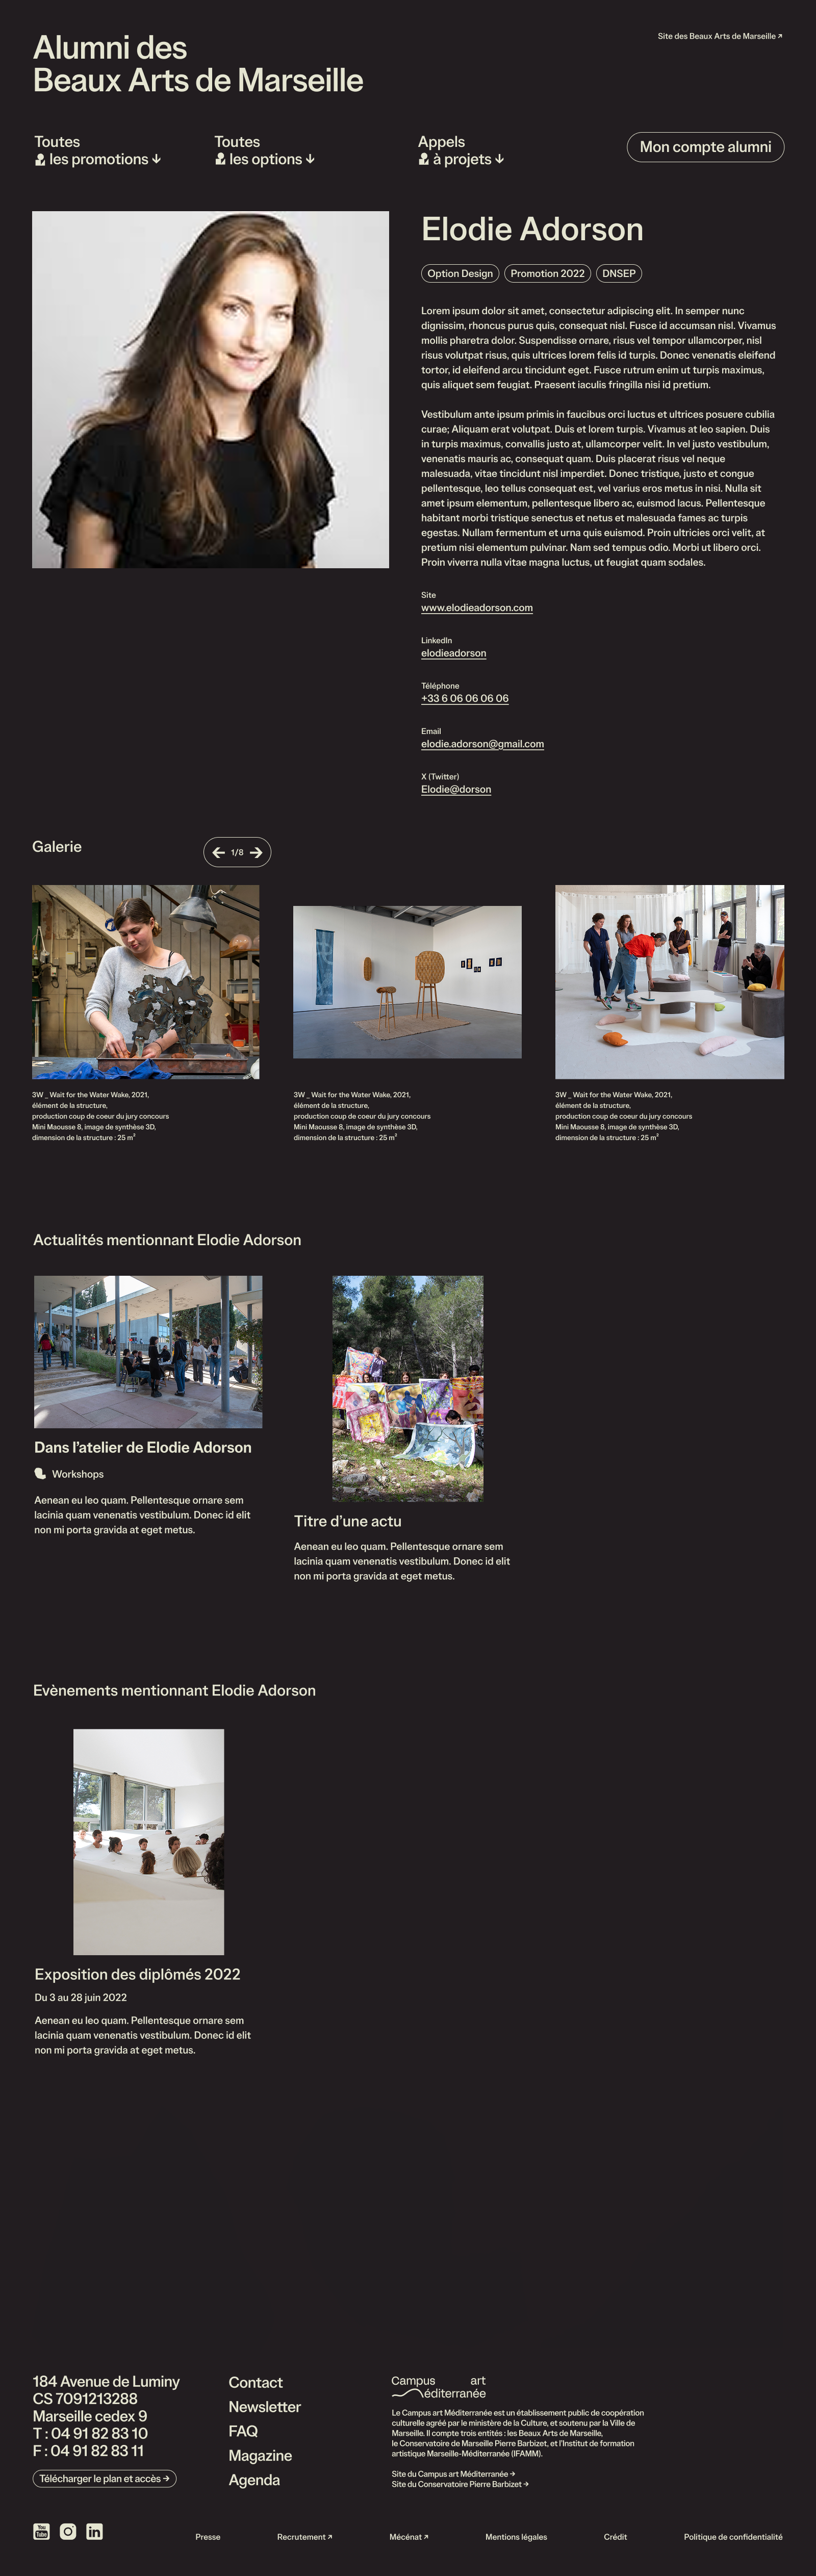 Alumni des
Beaux Arts de Marseille
Site des Beaux Arts de Marseille ↗
Toutes
les promotions ↓
Toutes
les options ↓
Appels
à projets ↓
Mon compte alumni
Elodie Adorson
Option Design
Promotion 2022
DNSEP
Lorem ipsum dolor sit amet, consectetur adipiscing elit. In semper nunc
dignissim, rhoncus purus quis, consequat nisl. Fusce id accumsan nisl. Vivamus
mollis pharetra dolor. Suspendisse ornare, risus vel tempor ullamcorper, nisl
risus volutpat risus, quis ultrices lorem felis id turpis. Donec venenatis eleifend
tortor, id eleifend arcu tincidunt eget. Fusce rutrum enim ut turpis maximus,
quis aliquet sem feugiat. Praesent iaculis fringilla nisi id pretium.
Vestibulum ante ipsum primis in faucibus orci luctus et ultrices posuere cubilia
curae; Aliquam erat volutpat. Duis et lorem turpis. Vivamus at leo sapien. Duis
in turpis maximus, convallis justo at, ullamcorper velit. In vel justo vestibulum,
venenatis mauris ac, consequat quam. Duis placerat risus vel neque
malesuada, vitae tincidunt nisl imperdiet. Donec tristique, justo et congue
pellentesque, leo tellus consequat est, vel varius eros metus in nisi. Nulla sit
amet ipsum elementum, pellentesque libero ac, euismod lacus. Pellentesque
habitant morbi tristique senectus et netus et malesuada fames ac turpis
egestas. Nullam fermentum et urna quis euismod. Proin ultricies orci velit, at
pretium nisi elementum pulvinar. Nam sed tempus odio. Morbi ut libero orci.
Proin viverra nulla vitae magna luctus, ut feugiat quam sodales.
Site
www.elodieadorson.com
LinkedIn
elodieadorson
Téléphone
+33 6 06 06 06 06
Email
elodie.adorson@gmail.com
X (Twitter)
Elodie@dorson
Galerie
← 1/8 →
3W _ Wait for the Water Wake, 2021,
élément de la structure,
production coup de coeur du jury concours
Mini Maousse 8, image de synthèse 3D,
dimension de la structure : 25 m²
3W _ Wait for the Water Wake, 2021,
élément de la structure,
production coup de coeur du jury concours
Mini Maousse 8, image de synthèse 3D,
dimension de la structure : 25 m²
3W _ Wait for the Water Wake, 2021,
élément de la structure,
production coup de coeur du jury concours
Mini Maousse 8, image de synthèse 3D,
dimension de la structure : 25 m²
Actualités mentionnant Elodie Adorson
Dans l'atelier de Elodie Adorson
Workshops
Aenean eu leo quam. Pellentesque ornare sem
lacinia quam venenatis vestibulum. Donec id elit
non mi porta gravida at eget metus.
Titre d'une actu
Aenean eu leo quam. Pellentesque ornare sem
lacinia quam venenatis vestibulum. Donec id elit
non mi porta gravida at eget metus.
Evènements mentionnant Elodie Adorson
Exposition des diplômés 2022
Du 3 au 28 juin 2022
Aenean eu leo quam. Pellentesque ornare sem
lacinia quam venenatis vestibulum. Donec id elit
non mi porta gravida at eget metus.
184 Avenue de Luminy
CS 7091213288
Marseille cedex 9
T : 04 91 82 83 10
F : 04 91 82 83 11
Télécharger le plan et accès →
Contact
Newsletter
FAQ
Magazine
Agenda
Campus art
éditerranée
Le Campus art Méditerranée est un établissement public de coopération
culturelle agréé par le ministère de la Culture, et soutenu par la Ville de
Marseille. Il compte trois entités : les Beaux Arts de Marseille,
le Conservatoire de Marseille Pierre Barbizet, et l'Institut de formation
artistique Marseille-Méditerranée (IFAMM).
Site du Campus art Méditerranée →
Site du Conservatoire Pierre Barbizet →
You
Tube
in
Presse
Recrutement ↗
Mécénat ↗
Mentions légales
Crédit
Politique de confidentialité